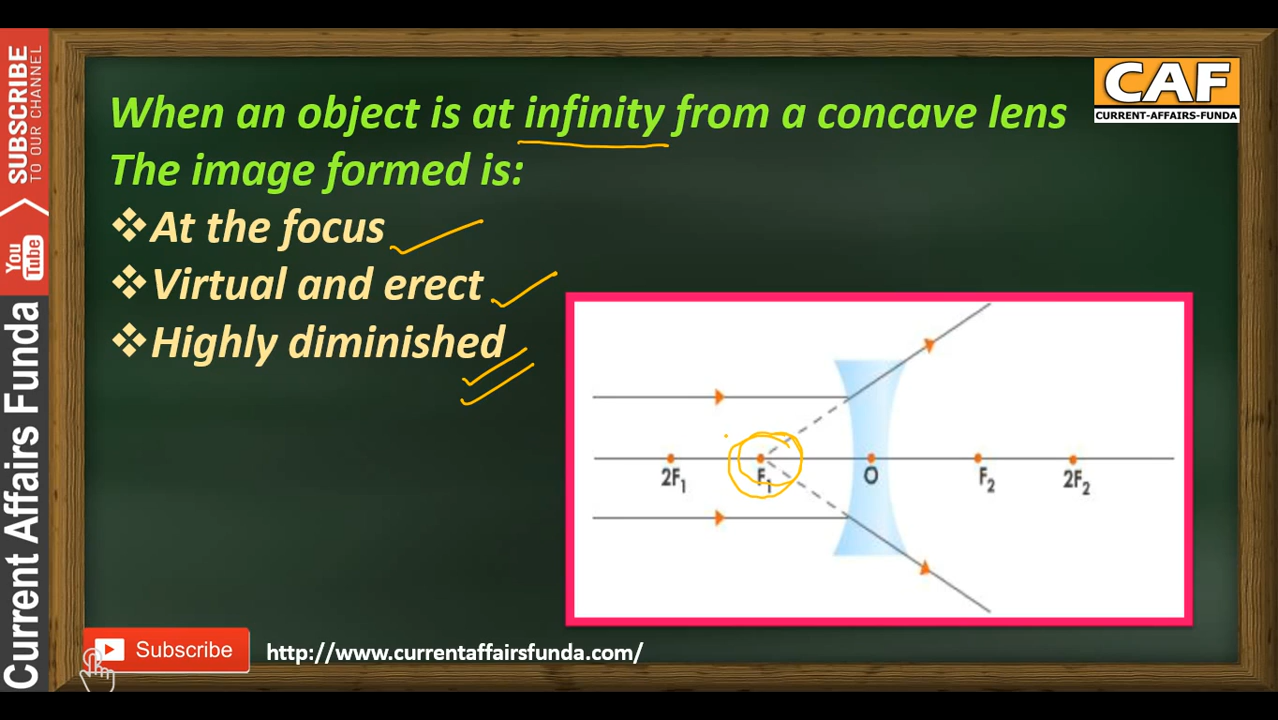 When an object is at infinity from a concave lens
The image formed is:
❖At the focus
❖Virtual and erect
❖Highly diminished
CAF
CURRENT-AFFAIRS-FUNDA
SUBSCRIBE
TO OUR CHANNEL
You
Tube
Current Affairs Funda
2F₁
F₁
O
F₂
2F₂
Subscribe
http://www.currentaffairsfunda.com/